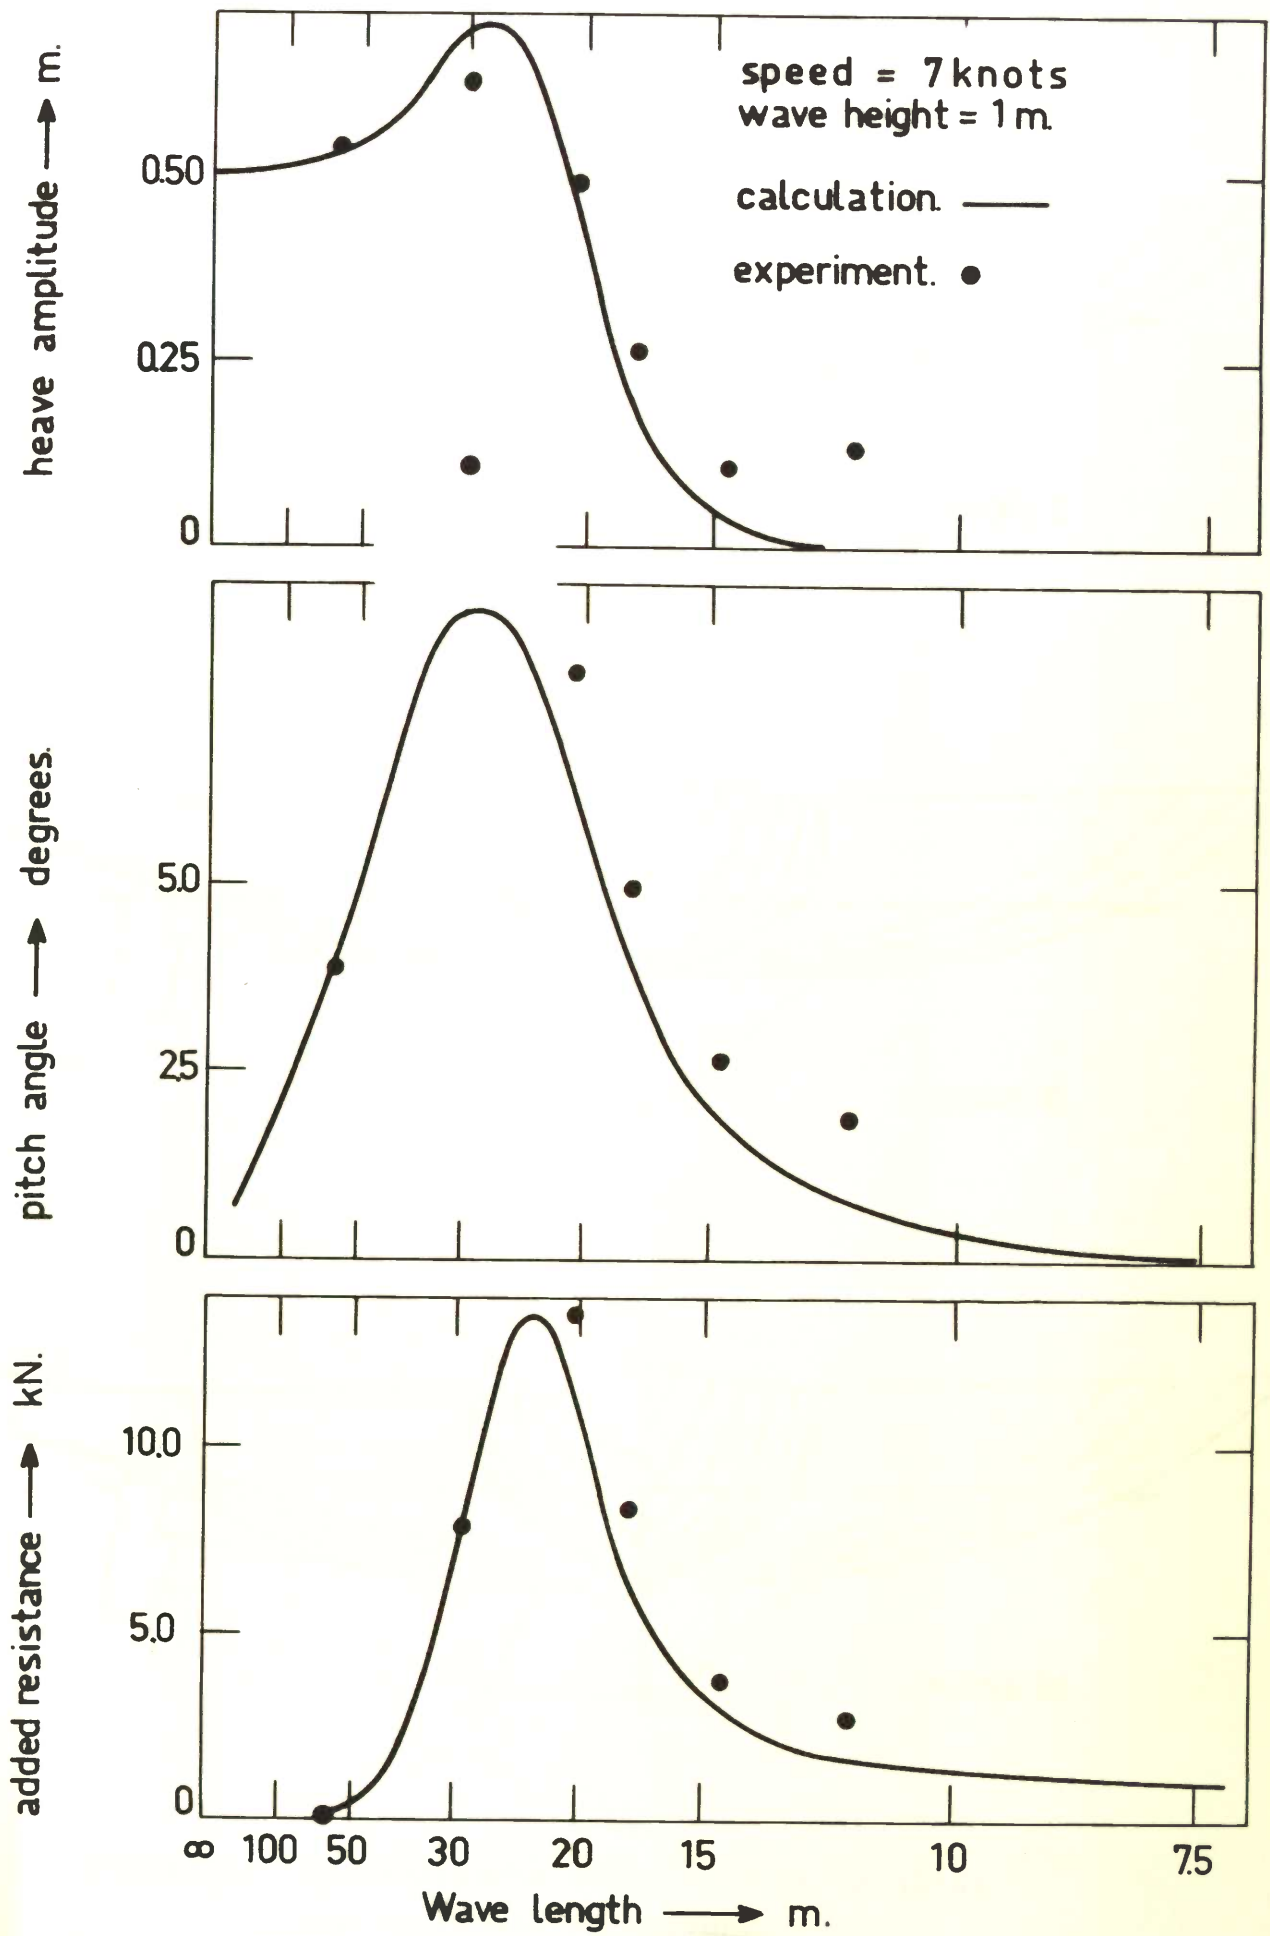 heave amplitude → m.
speed = 7 knots
wave height = 1 m.
calculation.
experiment.
0.50
0.25
0
pitch angle → degrees.
5.0
2.5
0
added resistance → kN.
10.0
5.0
0
∞ 100 50 30 20 15 10 7.5
Wave length → m.